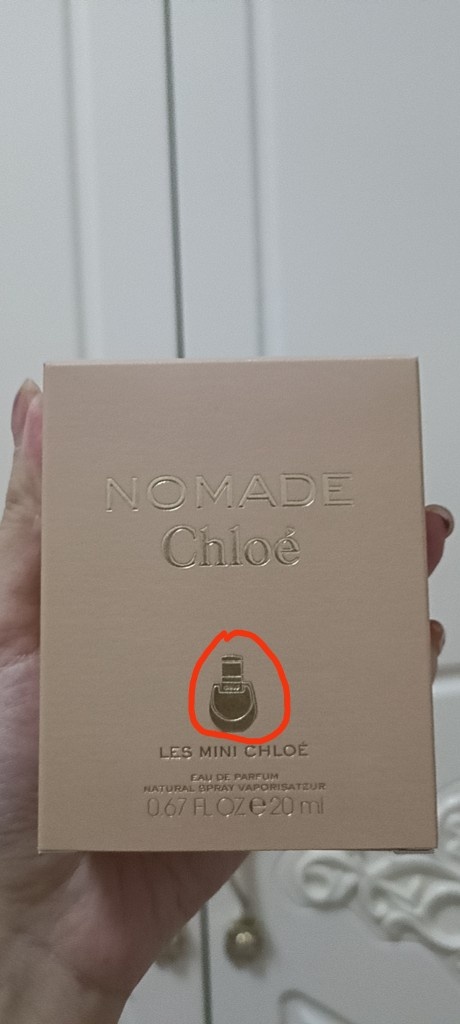 NOMADE
Chloé
LES MINI CHLOÉ
EAU DE PARFUM
NATURAL SPRAY VAPORISATEUR
0.67 FL OZ e 20 ml